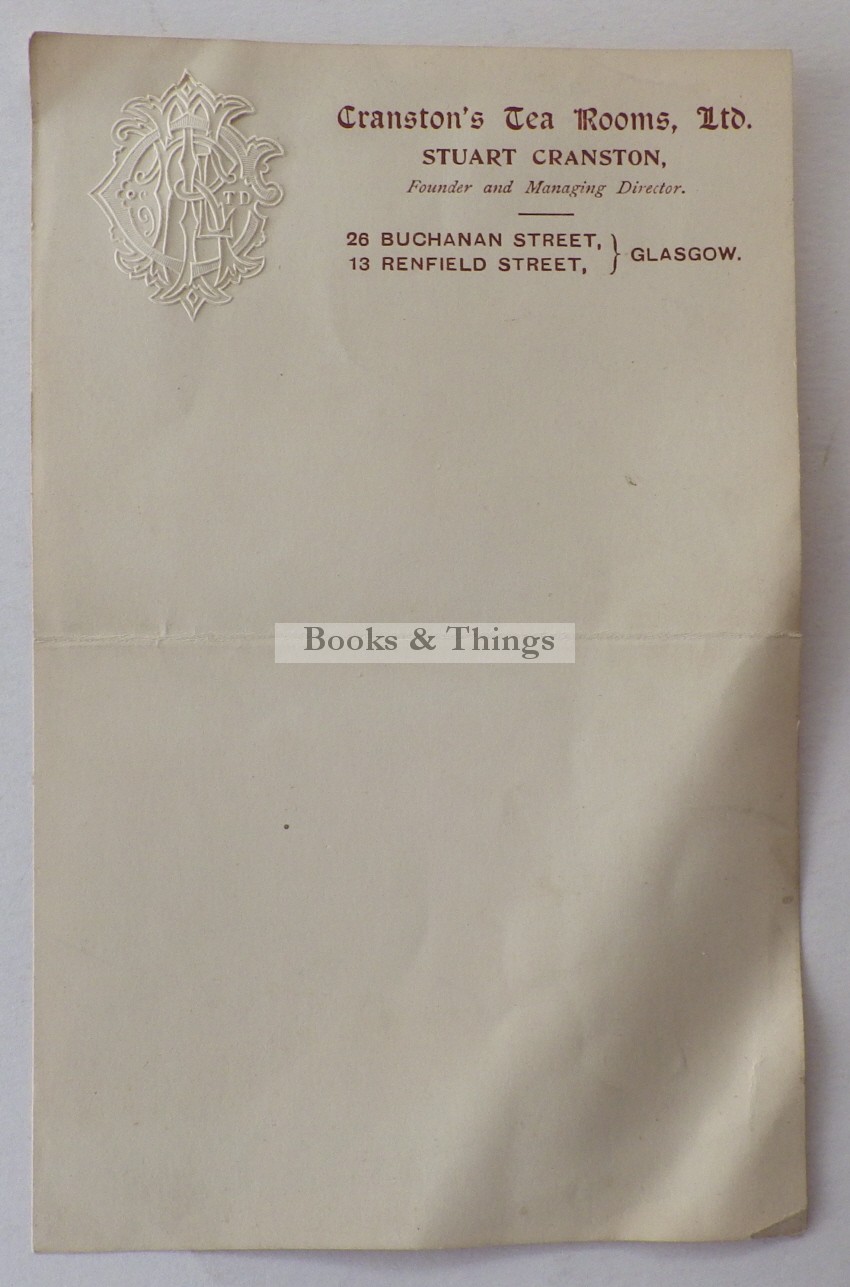 Cranston's Tea Rooms, Ltd.
STUART CRANSTON,
Founder and Managing Director.
26 BUCHANAN STREET,
13 RENFIELD STREET,
} GLASGOW.
TD
Books & Things